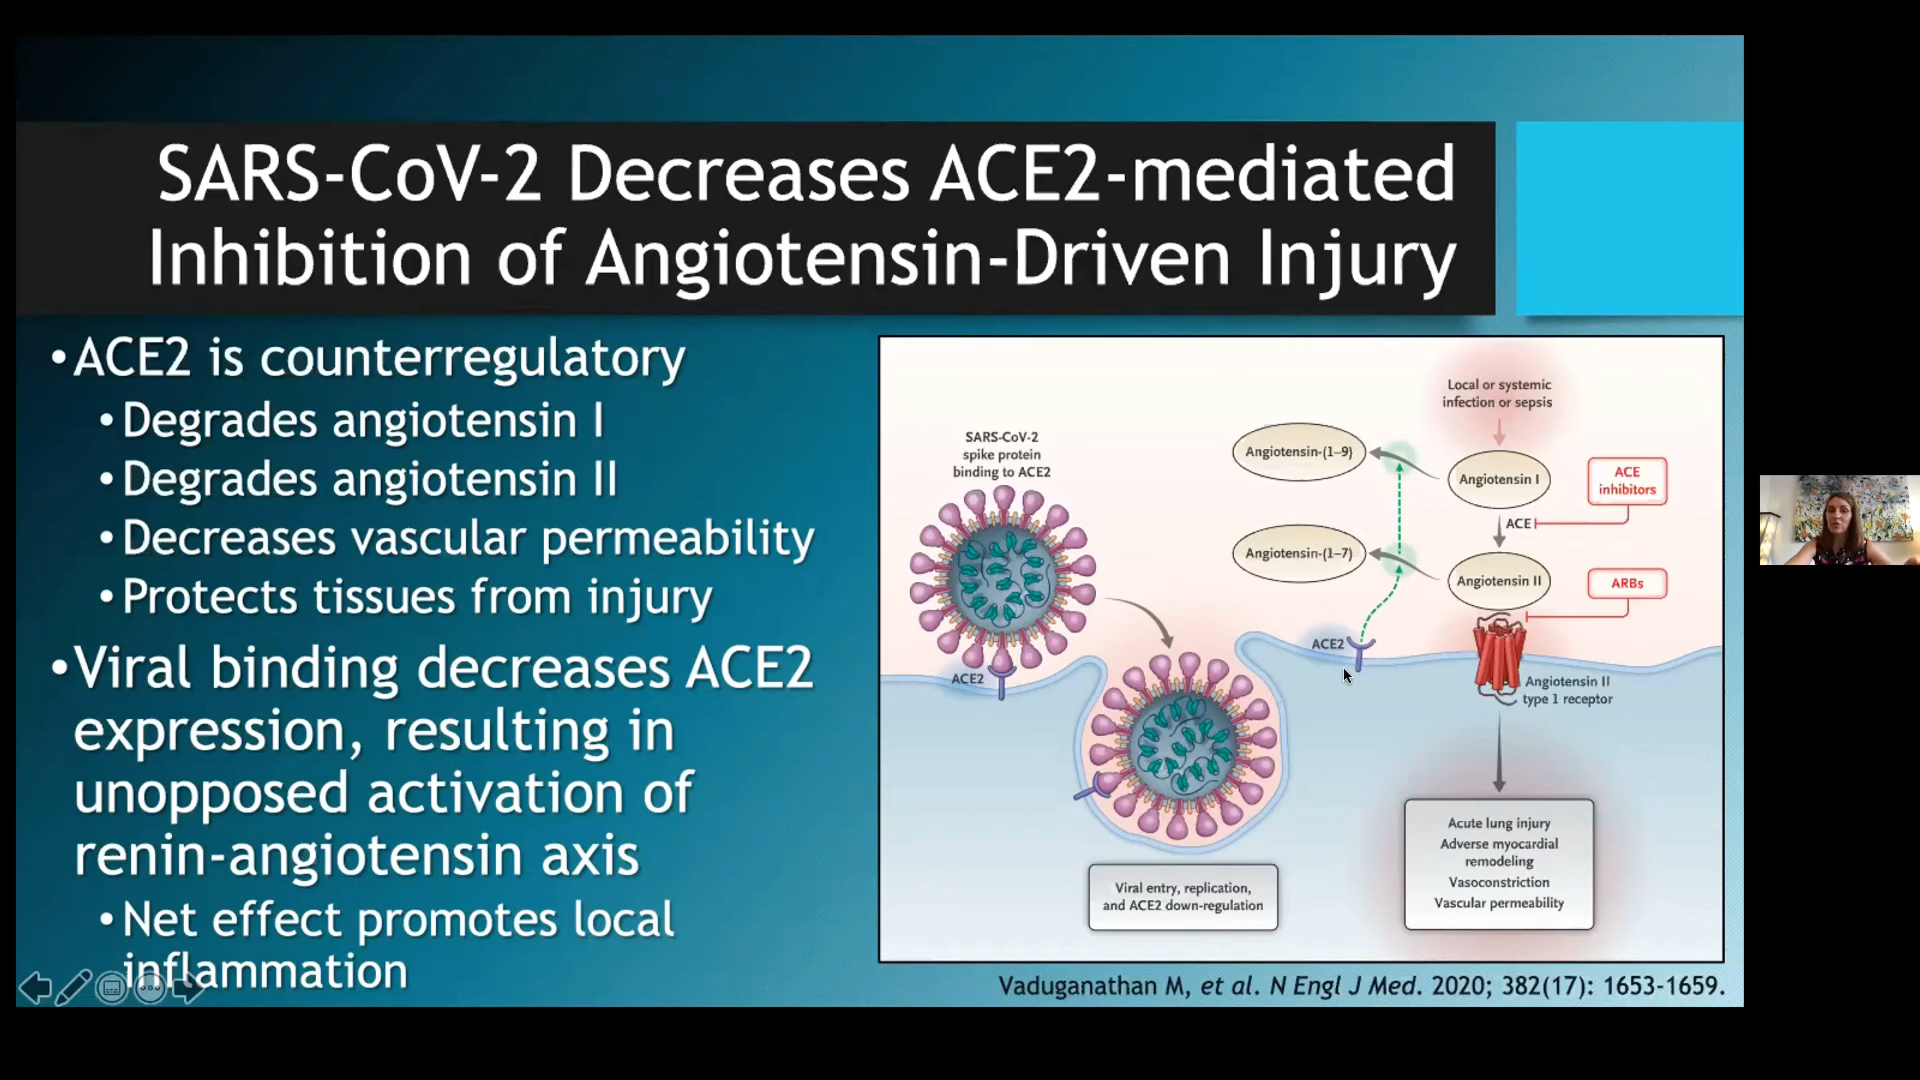 SARS-CoV-2 Decreases ACE2-mediated
Inhibition of Angiotensin-Driven Injury
•ACE2 is counterregulatory
•Degrades angiotensin I
•Degrades angiotensin II
•Decreases vascular permeability
•Protects tissues from injury
•Viral binding decreases ACE2
expression, resulting in
unopposed activation of
renin-angiotensin axis
•Net effect promotes local
inflammation
SARS-CoV-2
spike protein
binding to ACE2
ACE2
Viral entry, replication,
and ACE2 down-regulation
Local or systemic
infection or sepsis
Angiotensin-(1–9)
Angiotensin I
ACE
inhibitors
ACE
Angiotensin-(1–7)
Angiotensin II
ARBs
ACE2
Angiotensin II
type 1 receptor
Acute lung injury
Adverse myocardial
remodeling
Vasoconstriction
Vascular permeability
Vaduganathan M, et al. N Engl J Med. 2020; 382(17): 1653-1659.